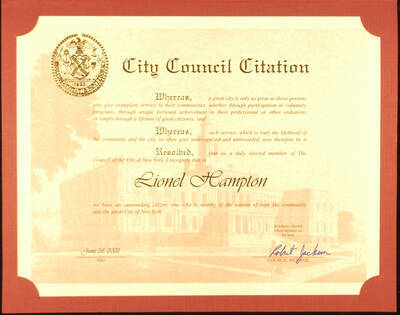 City Council Citation
Whereas, a great city is only as great as those persons
who give exemplary service to their communities, whether through participation in voluntary
programs, through unique personal achievement in their professional or other endeavors
or simply through a lifetime of good citizenry; and
Whereas, such service, which is truly the lifeblood of
the community and the city, so often goes unrecognized and unrewarded; now therefore be it
Resolved, that as a duly elected member of The
Council of the City of New York, I recognize that in
Lionel Hampton
we have an outstanding citizen, one who is worthy of the esteem of both the community
and the great City of New York.
June 28, 2002
Date
Robert Jackson
COUNCIL MEMBER